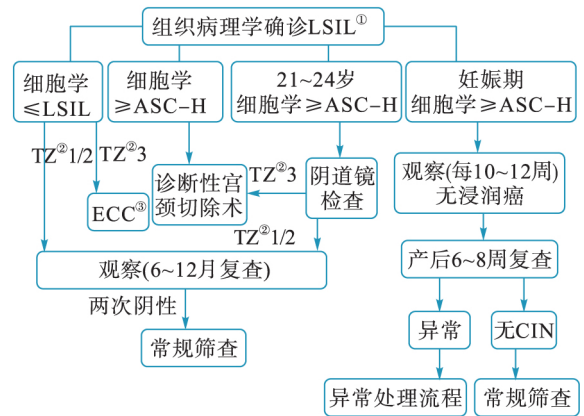 组织病理学确诊LSIL①
细胞学
≤LSIL
细胞学
≥ASC-H
21~24岁
细胞学≥ASC-H
妊娠期
细胞学≥ASC-H
TZ②1/2
TZ②3
ECC③
诊断性宫
颈切除术
TZ②3
阴道镜
检查
TZ②1/2
观察(每10~12周)
无浸润癌
观察(6~12月复查)
产后6~8周复查
两次阴性
常规筛查
异常
无CIN
异常处理流程
常规筛查